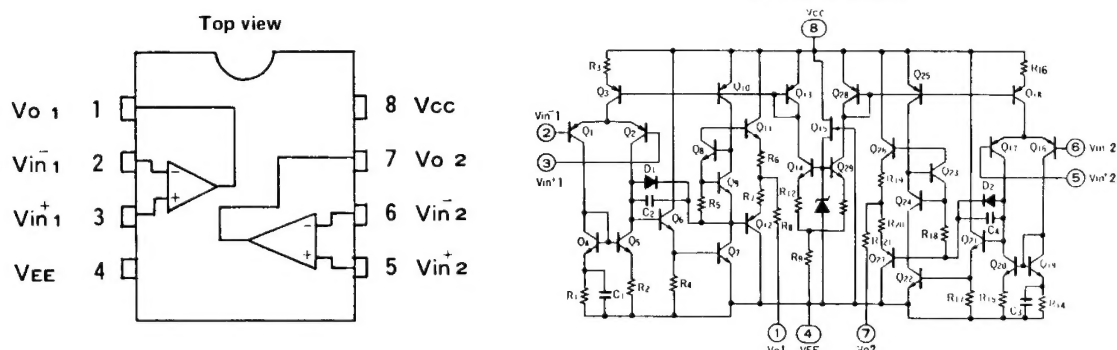 Top view
Vo 1 1
Vin⁻1 2
Vin⁺1 3
VEE 4
8 Vcc
7 Vo 2
6 Vin⁻2
5 Vin⁺2
Vcc
8
R3
Q3
Q10
Q13
Q28
Q25
R16
Q18
Vin⁻1
2
Q1
Q2
3
Vin⁺1
Q11
Q15
Q26
Q17
Q16
6
Vin⁻2
5
Vin⁺2
Q8
R6
Q14
Q29
Q23
D1
Q9
R12
R19
Q24
D2
C2
Q6
R5
R7
R8
R20
R18
C4
Q4
Q5
Q12
R21
Q27
Q21
Q7
R9
Q22
Q20
Q19
R1
C1
R2
R4
R17
R15
C3
R14
1
Vo1
4
VEE
7
Vo2